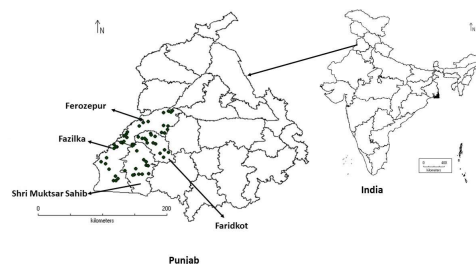 N
N
Ferozepur
Fazilka
Shri Muktsar Sahib
Faridkot
0 200
kilometers
0 400
kilometers
India
Punjab